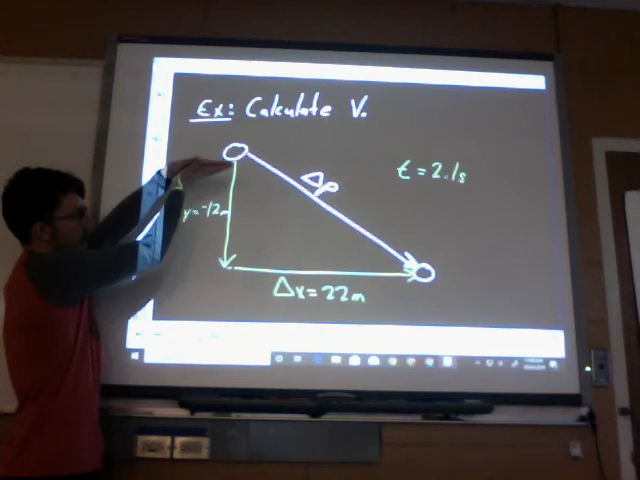 Ex: Calculate V.
Δp
t = 2.1s
Δ
y = -12m
Δx = 22m